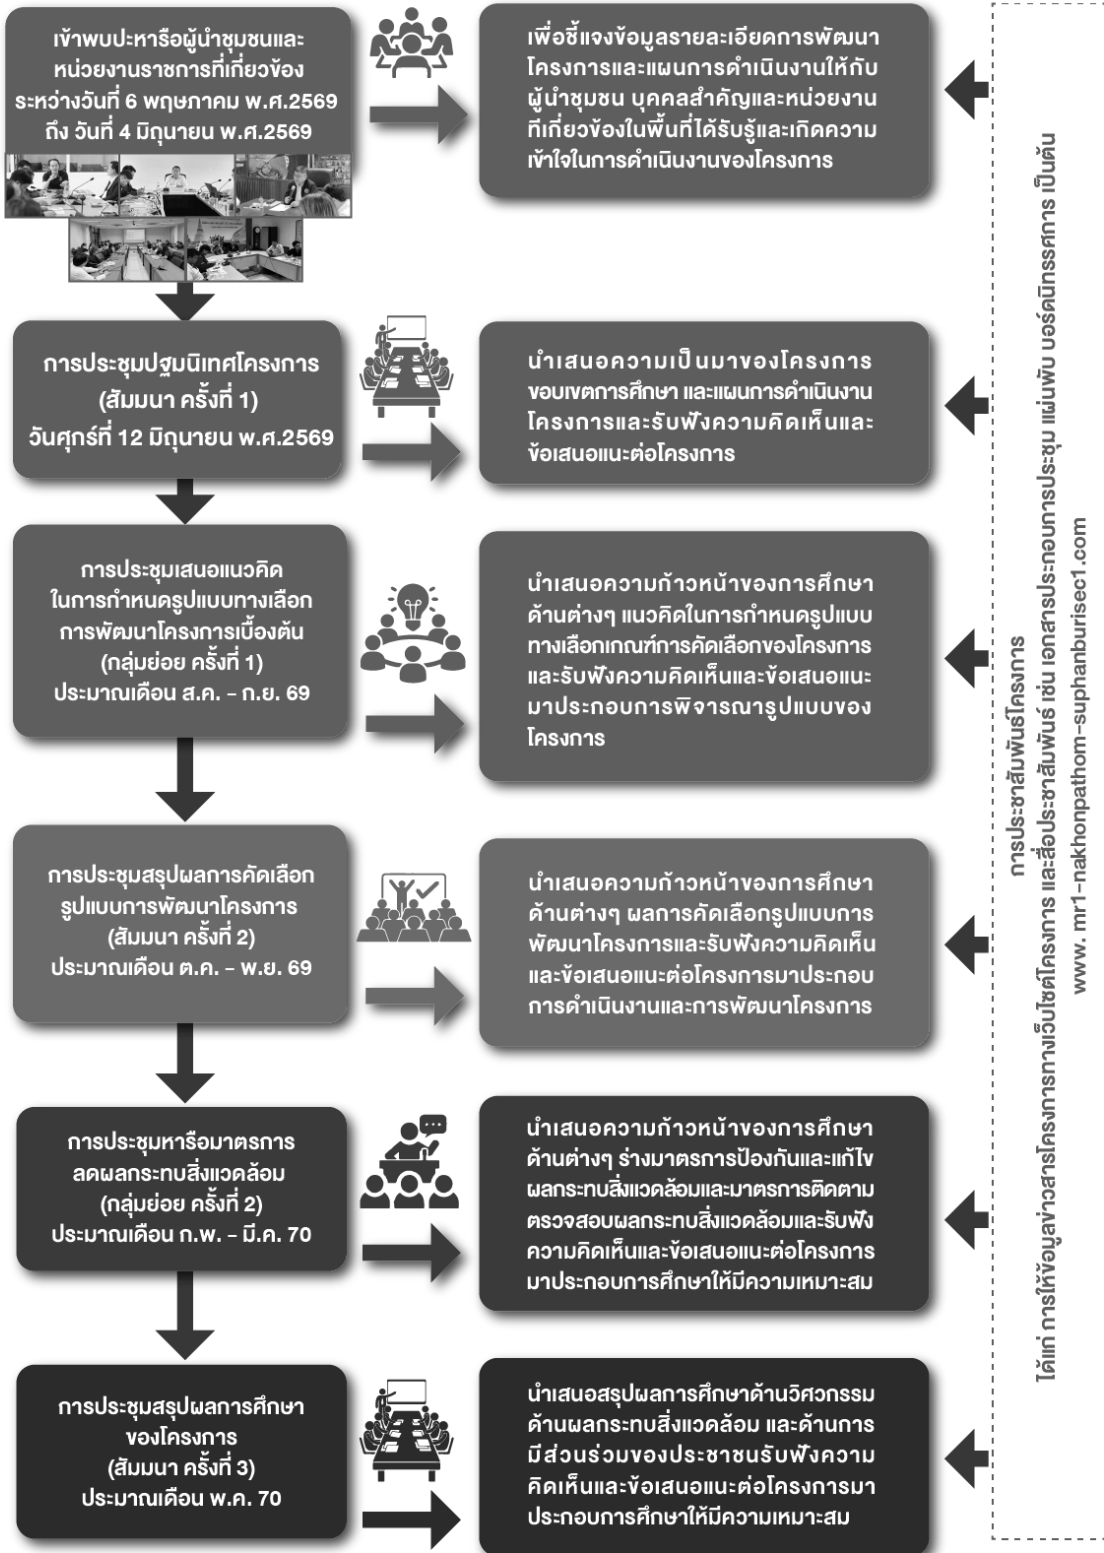 เข้าพบปะหารือผู้นำชุมชนและ
หน่วยงานราชการที่เกี่ยวข้อง
ระหว่างวันที่ 6 พฤษภาคม พ.ศ.2569
ถึง วันที่ 4 มิถุนายน พ.ศ.2569
เพื่อชี้แจงข้อมูลรายละเอียดการพัฒนา
โครงการและแผนการดำเนินงานให้กับ
ผู้นำชุมชน บุคคลสำคัญและหน่วยงาน
ที่เกี่ยวข้องในพื้นที่ได้รับรู้และเกิดความ
เข้าใจในการดำเนินงานของโครงการ
การประชุมปฐมนิเทศโครงการ
(สัมมนา ครั้งที่ 1)
วันศุกร์ที่ 12 มิถุนายน พ.ศ.2569
นำเสนอความเป็นมาของโครงการ
ขอบเขตการศึกษา และแผนการดำเนินงาน
โครงการและรับฟังความคิดเห็นและ
ข้อเสนอแนะต่อโครงการ
การประชุมเสนอแนวคิด
ในการกำหนดรูปแบบทางเลือก
การพัฒนาโครงการเบื้องต้น
(กลุ่มย่อย ครั้งที่ 1)
ประมาณเดือน ส.ค. - ก.ย. 69
นำเสนอความก้าวหน้าของการศึกษา
ด้านต่างๆ แนวคิดในการกำหนดรูปแบบ
ทางเลือกเกณฑ์การคัดเลือกของโครงการ
และรับฟังความคิดเห็นและข้อเสนอแนะ
มาประกอบการพิจารณารูปแบบของ
โครงการ
การประชุมสรุปผลการคัดเลือก
รูปแบบการพัฒนาโครงการ
(สัมมนา ครั้งที่ 2)
ประมาณเดือน ต.ค. - พ.ย. 69
นำเสนอความก้าวหน้าของการศึกษา
ด้านต่างๆ ผลการคัดเลือกรูปแบบการ
พัฒนาโครงการและรับฟังความคิดเห็น
และข้อเสนอแนะต่อโครงการมาประกอบ
การดำเนินงานและการพัฒนาโครงการ
การประชุมหารือมาตรการ
ลดผลกระทบสิ่งแวดล้อม
(กลุ่มย่อย ครั้งที่ 2)
ประมาณเดือน ก.พ. - มี.ค. 70
นำเสนอความก้าวหน้าของการศึกษา
ด้านต่างๆ ร่างมาตรการป้องกันและแก้ไข
ผลกระทบสิ่งแวดล้อมและมาตรการติดตาม
ตรวจสอบผลกระทบสิ่งแวดล้อมและรับฟัง
ความคิดเห็นและข้อเสนอแนะต่อโครงการ
มาประกอบการศึกษาให้มีความเหมาะสม
การประชุมสรุปผลการศึกษา
ของโครงการ
(สัมมนา ครั้งที่ 3)
ประมาณเดือน พ.ค. 70
นำเสนอสรุปผลการศึกษาด้านวิศวกรรม
ด้านผลกระทบสิ่งแวดล้อม และด้านการ
มีส่วนร่วมของประชาชนรับฟังความ
คิดเห็นและข้อเสนอแนะต่อโครงการมา
ประกอบการศึกษาให้มีความเหมาะสม
การประชาสัมพันธ์โครงการ
ได้แก่ การให้ข้อมูลข่าวสารโครงการทางเว็บไซต์โครงการ และสื่อประชาสัมพันธ์ เช่น เอกสารประกอบการประชุม แผ่นพับ บอร์ดนิทรรศการ เป็นต้น
www. mr1-nakhonpathom-suphanburisec1.com